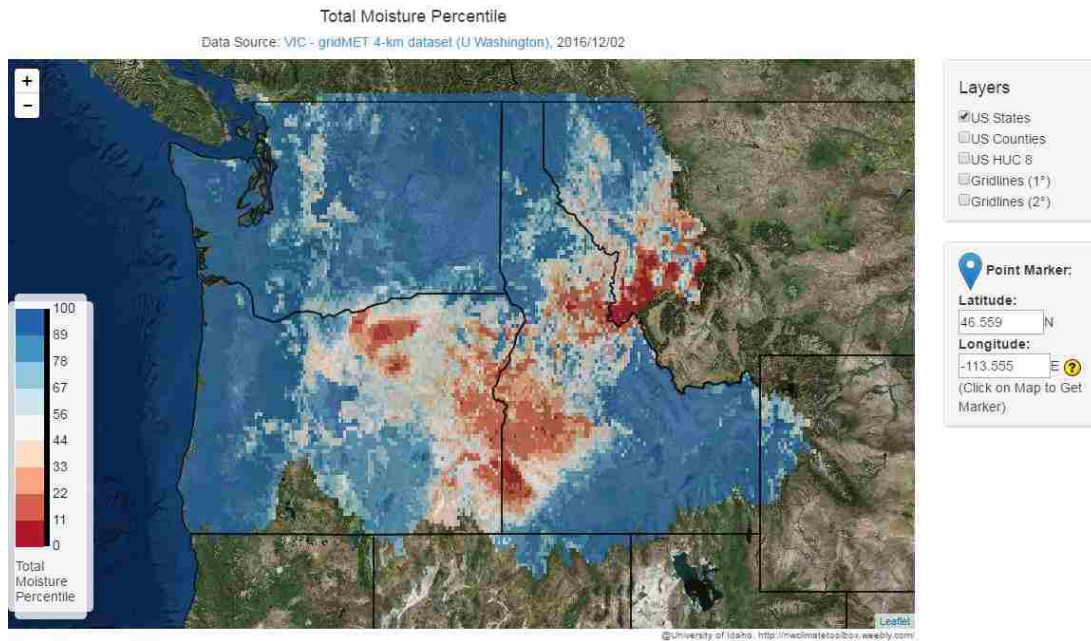 Total Moisture Percentile
Data Source: VIC - gridMET 4-km dataset (U Washington), 2016/12/02
+
−
100
89
78
67
56
44
33
22
11
0
Total
Moisture
Percentile
Leaflet
@University of Idaho. http://nwclimatetoolbox.weebly.com/
Layers
US States
US Counties
US HUC 8
Gridlines (1°)
Gridlines (2°)
Point Marker:
Latitude:
46.559 N
Longitude:
-113.555 E ?
(Click on Map to Get
Marker)